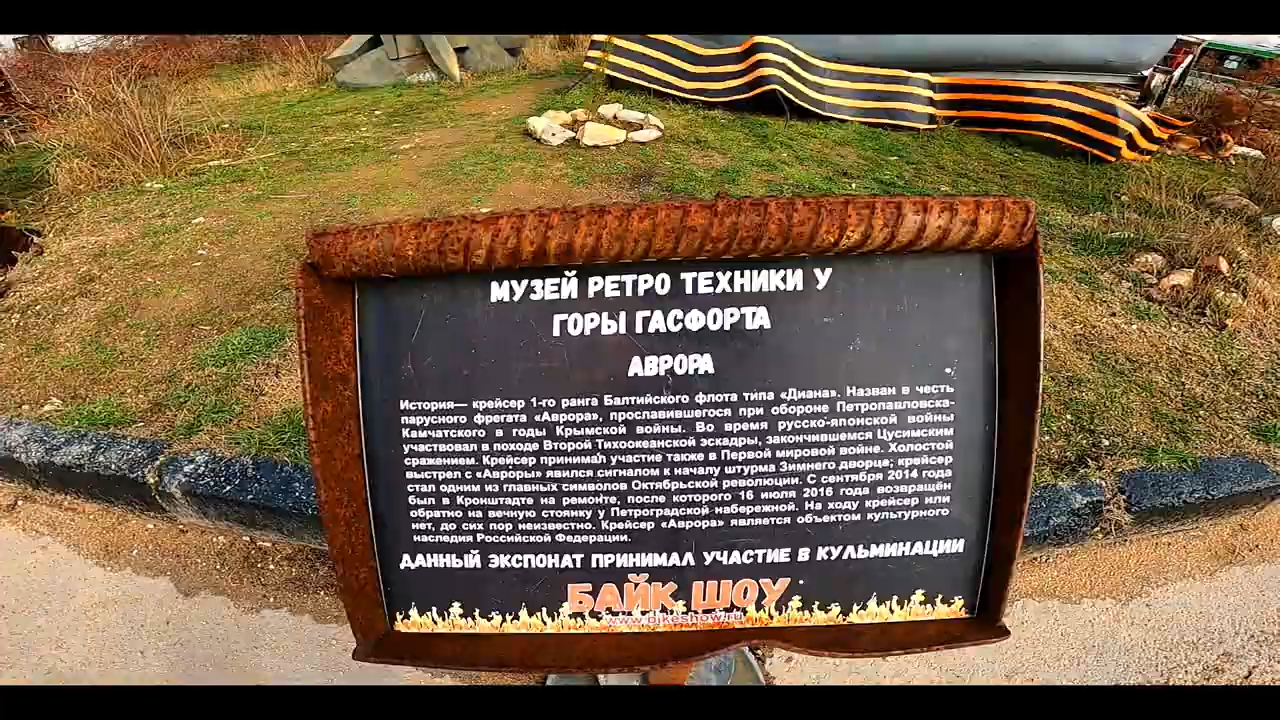 МУЗЕЙ РЕТРО ТЕХНИКИ У
ГОРЫ ГАСФОРТА
АВРОРА
История— крейсер 1-го ранга Балтийского флота типа «Диана». Назван в честь
парусного фрегата «Аврора», прославившегося при обороне Петропавловска-
Камчатского в годы Крымской войны. Во время русско-японской войны
участвовал в походе Второй Тихоокеанской эскадры, закончившемся Цусимским
сражением. Крейсер принимал участие также в Первой мировой войне. Холостой
выстрел с «Авроры» явился сигналом к началу штурма Зимнего дворца; крейсер
стал одним из главных символов Октябрьской революции. С сентября 2014 года
был в Кронштадте на ремонте, после которого 16 июля 2016 года возвращён
обратно на вечную стоянку у Петроградской набережной. На ходу крейсер или
нет, до сих пор неизвестно. Крейсер «Аврора» является объектом культурного
наследия Российской Федерации.
ДАННЫЙ ЭКСПОНАТ ПРИНИМАЛ УЧАСТИЕ В КУЛЬМИНАЦИИ
БАЙК ШОУ
www.bikeshow.ru